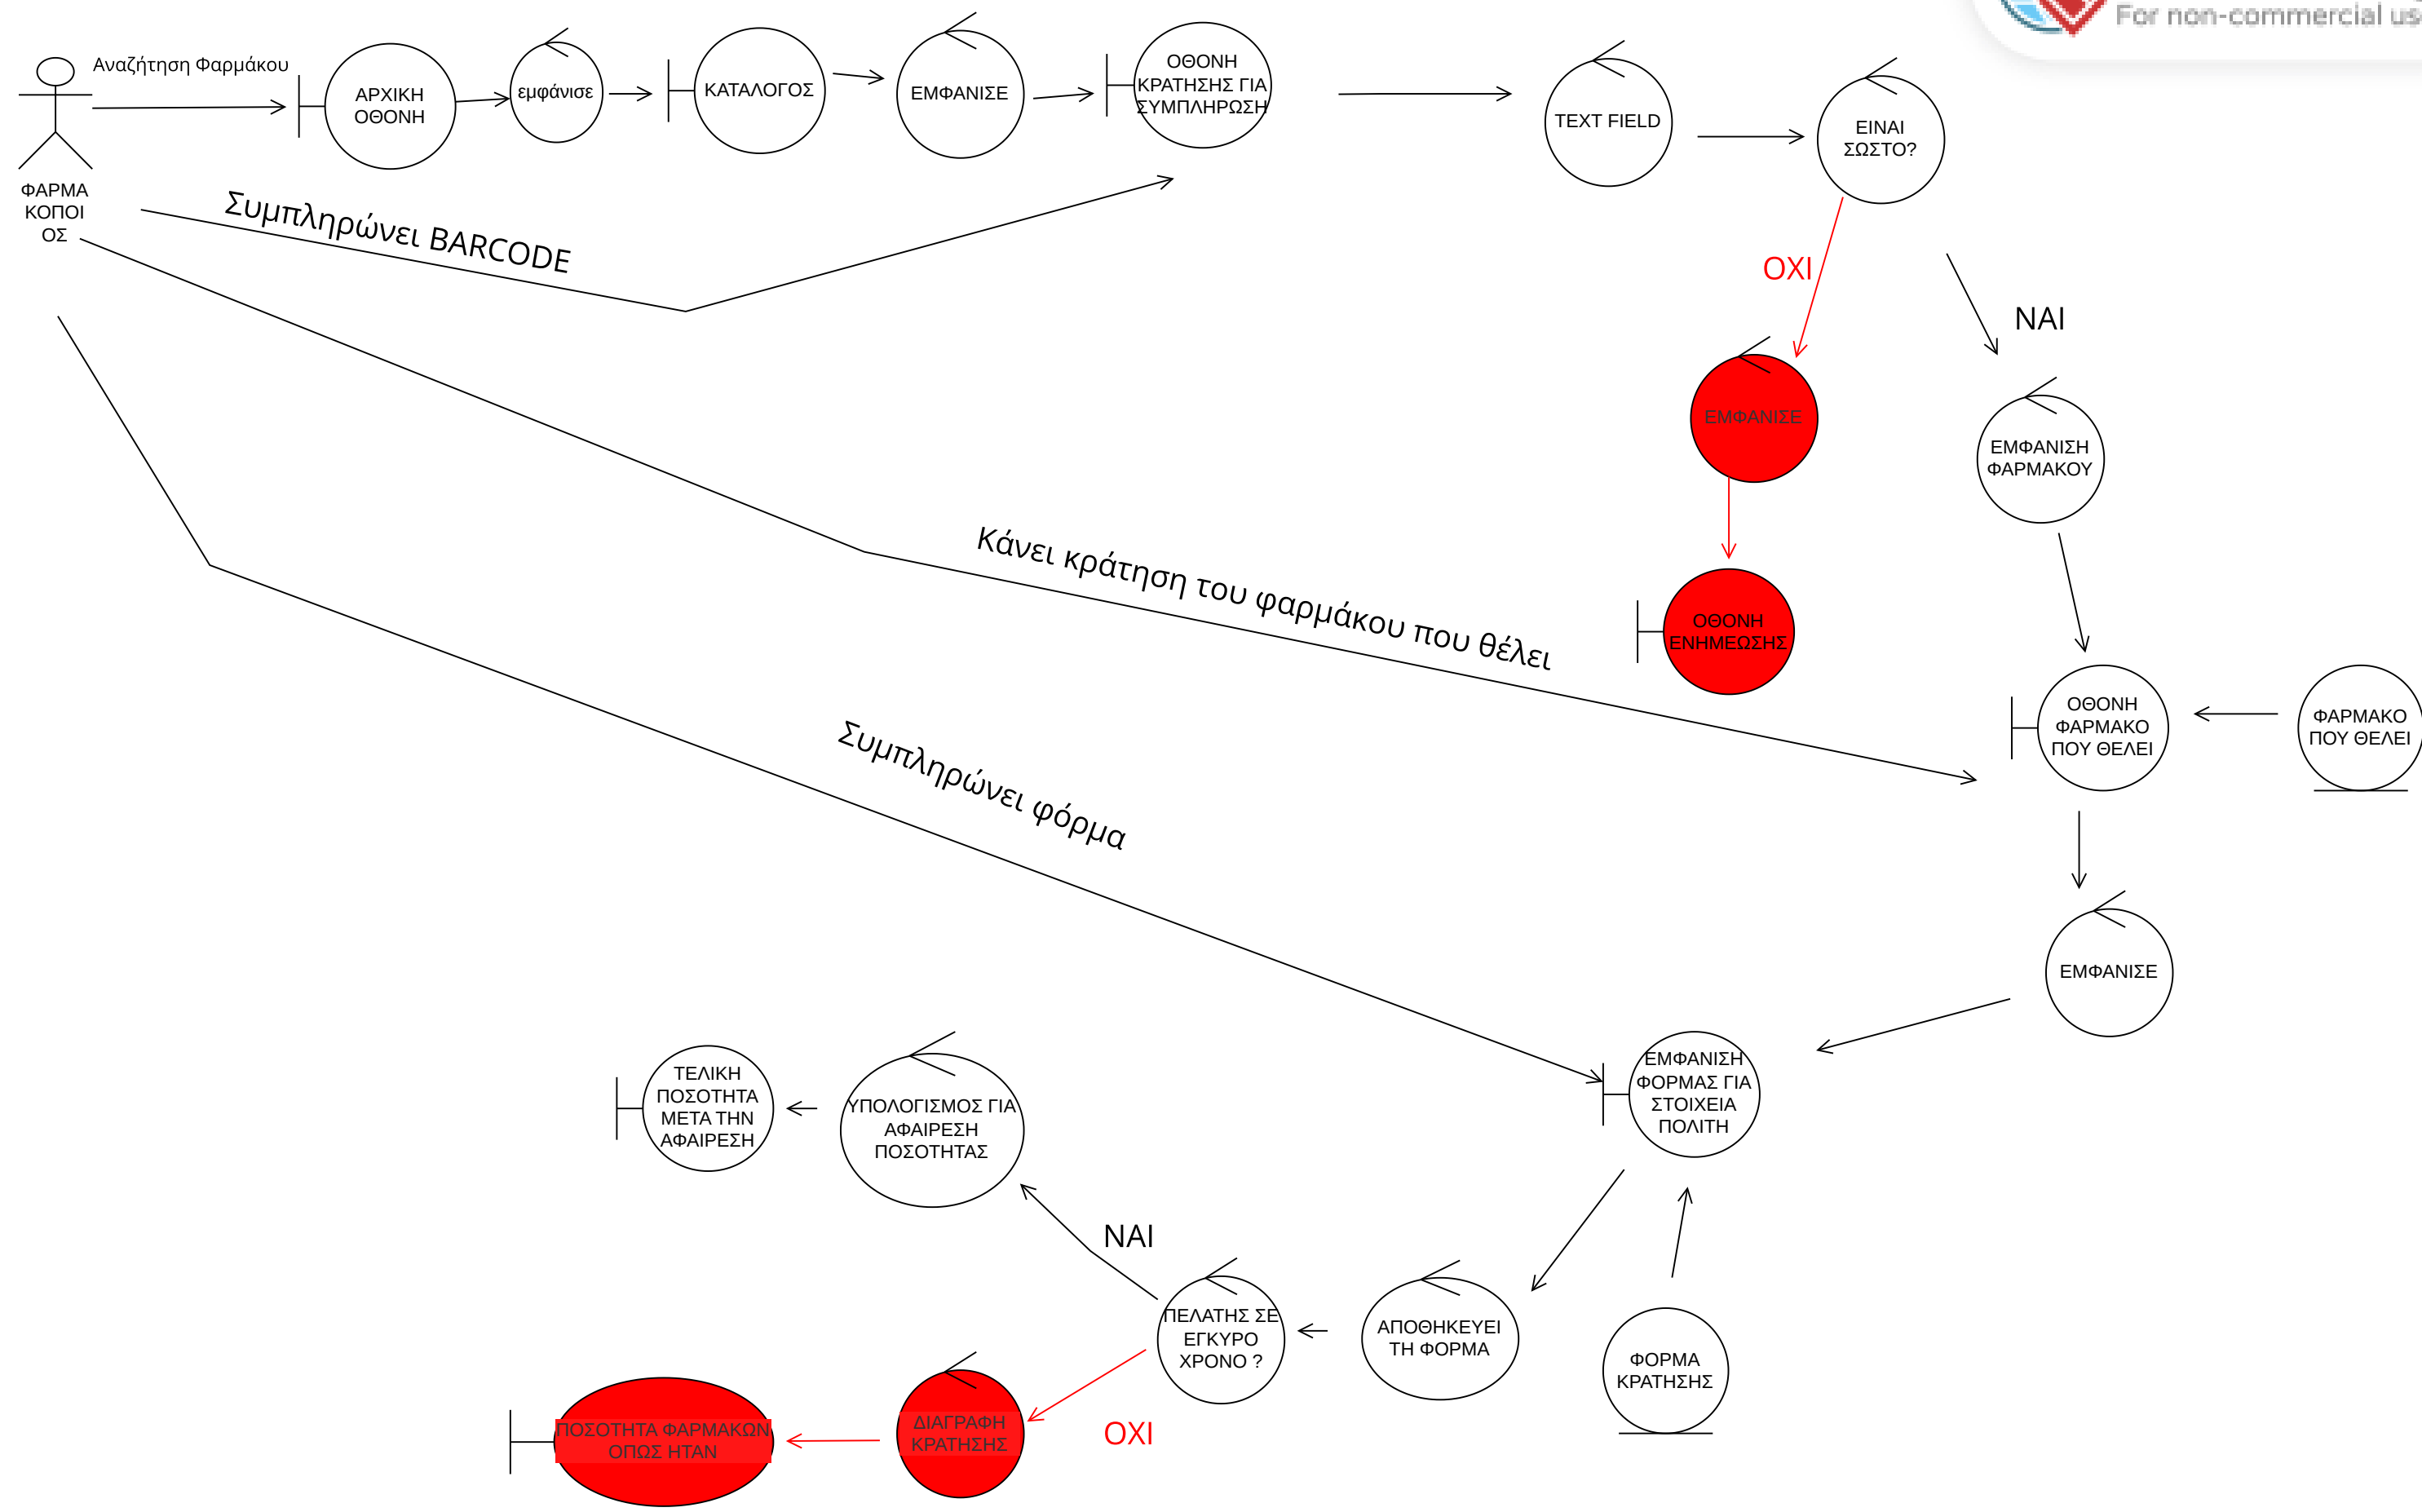 For non-commercial us
Αναζήτηση Φαρμάκου
ΦΑΡΜΑ
ΚΟΠΟΙ
ΟΣ
ΑΡΧΙΚΗ
ΟΘΟΝΗ
εμφάνισε
ΚΑΤΑΛΟΓΟΣ
ΕΜΦΑΝΙΣΕ
ΟΘΟΝΗ
ΚΡΑΤΗΣΗΣ ΓΙΑ
ΣΥΜΠΛΗΡΩΣΗ
TEXT FIELD
ΕΙΝΑΙ
ΣΩΣΤΟ?
Συμπληρώνει BARCODE
ΟΧΙ
ΝΑΙ
ΕΜΦΑΝΙΣΕ
ΕΜΦΑΝΙΣΗ
ΦΑΡΜΑΚΟΥ
Κάνει κράτηση του φαρμάκου που θέλει
ΟΘΟΝΗ
ΕΝΗΜΕΩΣΗΣ
ΟΘΟΝΗ
ΦΑΡΜΑΚΟ
ΠΟΥ ΘΕΛΕΙ
ΦΑΡΜΑΚΟ
ΠΟΥ ΘΕΛΕΙ
Συμπληρώνει φόρμα
ΕΜΦΑΝΙΣΕ
ΕΜΦΑΝΙΣΗ
ΦΟΡΜΑΣ ΓΙΑ
ΣΤΟΙΧΕΙΑ
ΠΟΛΙΤΗ
ΤΕΛΙΚΗ
ΠΟΣΟΤΗΤΑ
ΜΕΤΑ ΤΗΝ
ΑΦΑΙΡΕΣΗ
ΥΠΟΛΟΓΙΣΜΟΣ ΓΙΑ
ΑΦΑΙΡΕΣΗ
ΠΟΣΟΤΗΤΑΣ
ΝΑΙ
ΠΕΛΑΤΗΣ ΣΕ
ΕΓΚΥΡΟ
ΧΡΟΝΟ ?
ΑΠΟΘΗΚΕΥΕΙ
ΤΗ ΦΟΡΜΑ
ΦΟΡΜΑ
ΚΡΑΤΗΣΗΣ
ΟΧΙ
ΔΙΑΓΡΑΦΗ
ΚΡΑΤΗΣΗΣ
ΠΟΣΟΤΗΤΑ ΦΑΡΜΑΚΩΝ
ΟΠΩΣ ΗΤΑΝ